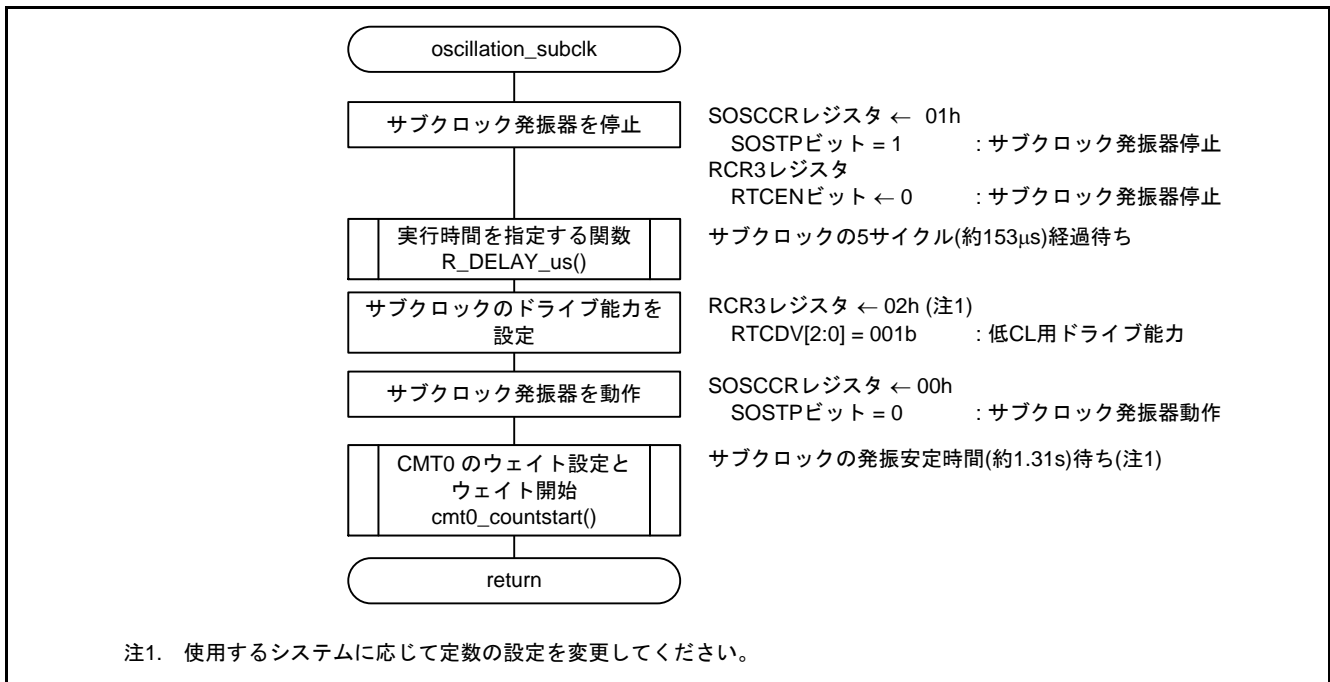 oscillation_subclk
サブクロック発振器を停止
SOSCCRレジスタ ← 01h
SOSTPビット = 1 : サブクロック発振器停止
RCR3レジスタ
RTCENビット ← 0 : サブクロック発振器停止
実行時間を指定する関数
R_DELAY_us()
サブクロックの5サイクル(約153μs)経過待ち
サブクロックのドライブ能力を
設定
RCR3レジスタ ← 02h (注1)
RTCDV[2:0] = 001b : 低CL用ドライブ能力
サブクロック発振器を動作
SOSCCRレジスタ ← 00h
SOSTPビット = 0 : サブクロック発振器動作
CMT0 のウェイト設定と
ウェイト開始
cmt0_countstart()
サブクロックの発振安定時間(約1.31s)待ち(注1)
return
注1. 使用するシステムに応じて定数の設定を変更してください。